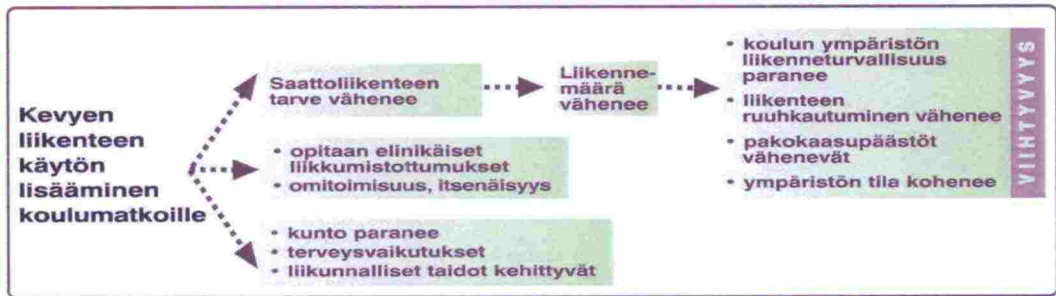 Kevyen
liikenteen
käytön
lisääminen
koulumatkoille
Saattoliikenteen
tarve vähenee
Liikenne-
määrä
vähenee
• koulun ympäristön
liikenneturvallisuus
paranee
• liikenteen
ruuhkautuminen vähenee
• pakokaasupäästöt
vähenevät
• ympäristön tila kohenee
VIIHTYVYYS
• opitaan elinikäiset
liikkumistottumukset
• omitoimisuus, itsenäisyys
• kunto paranee
• terveysvaikutukset
• liikunnalliset taidot kehittyvät